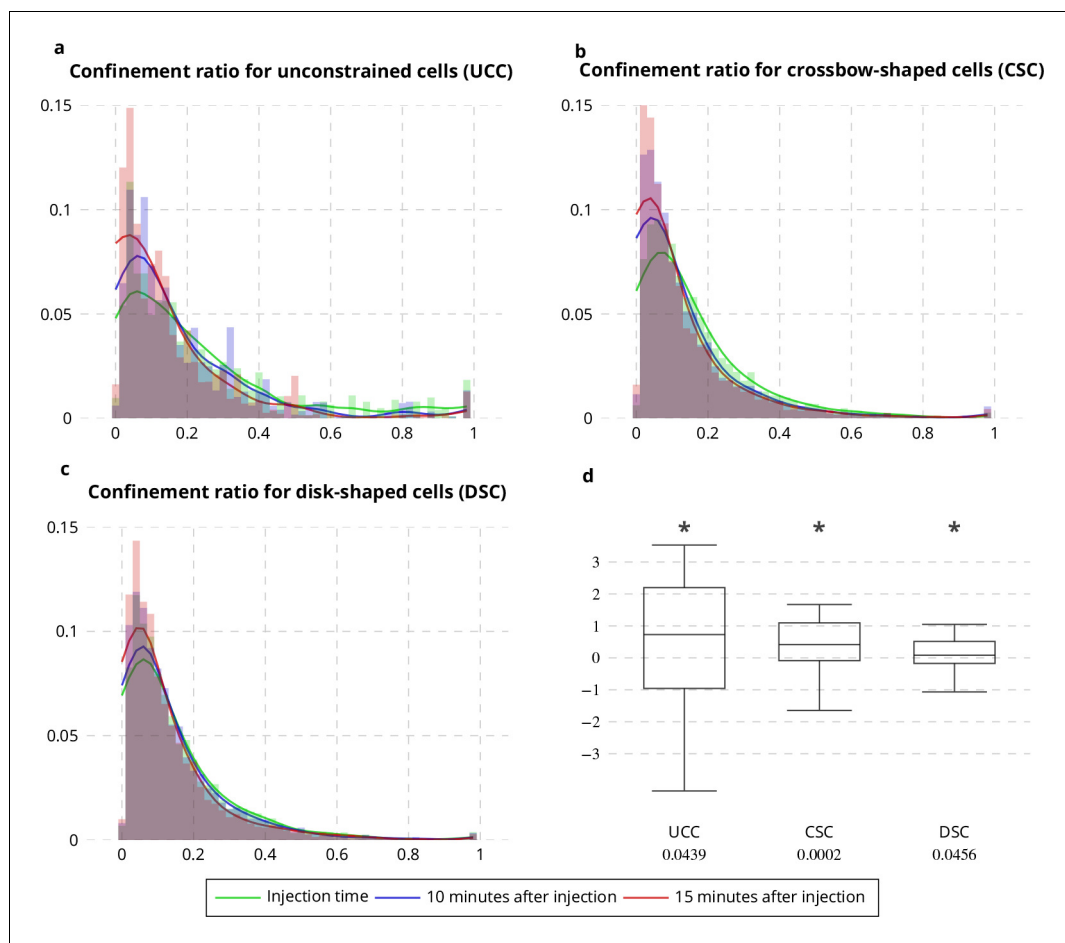 a
Confinement ratio for unconstrained cells (UCC)
0.15
0.1
0.05
0
0 0.2 0.4 0.6 0.8 1
b
Confinement ratio for crossbow-shaped cells (CSC)
0.15
0.1
0.05
0
0 0.2 0.4 0.6 0.8 1
c
Confinement ratio for disk-shaped cells (DSC)
0.15
0.1
0.05
0
0 0.2 0.4 0.6 0.8 1
d
* * *
3
2
1
0
−1
−2
−3
UCC CSC DSC
0.0439 0.0002 0.0456
Injection time 10 minutes after injection 15 minutes after injection